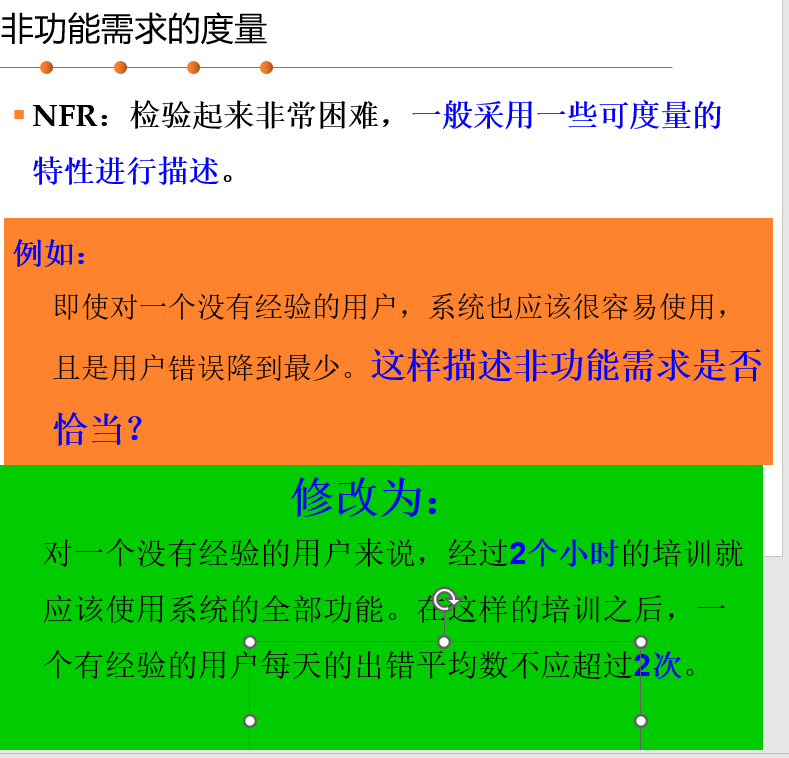 非功能需求的度量
NFR：检验起来非常困难，一般采用一些可度量的
特性进行描述。
例如：
即使对一个没有经验的用户，系统也应该很容易使用，
且是用户错误降到最少。这样描述非功能需求是否
恰当？
修改为：
对一个没有经验的用户来说，经过2个小时的培训就
应该使用系统的全部功能。在这样的培训之后，一
个有经验的用户每天的出错平均数不应超过2次。